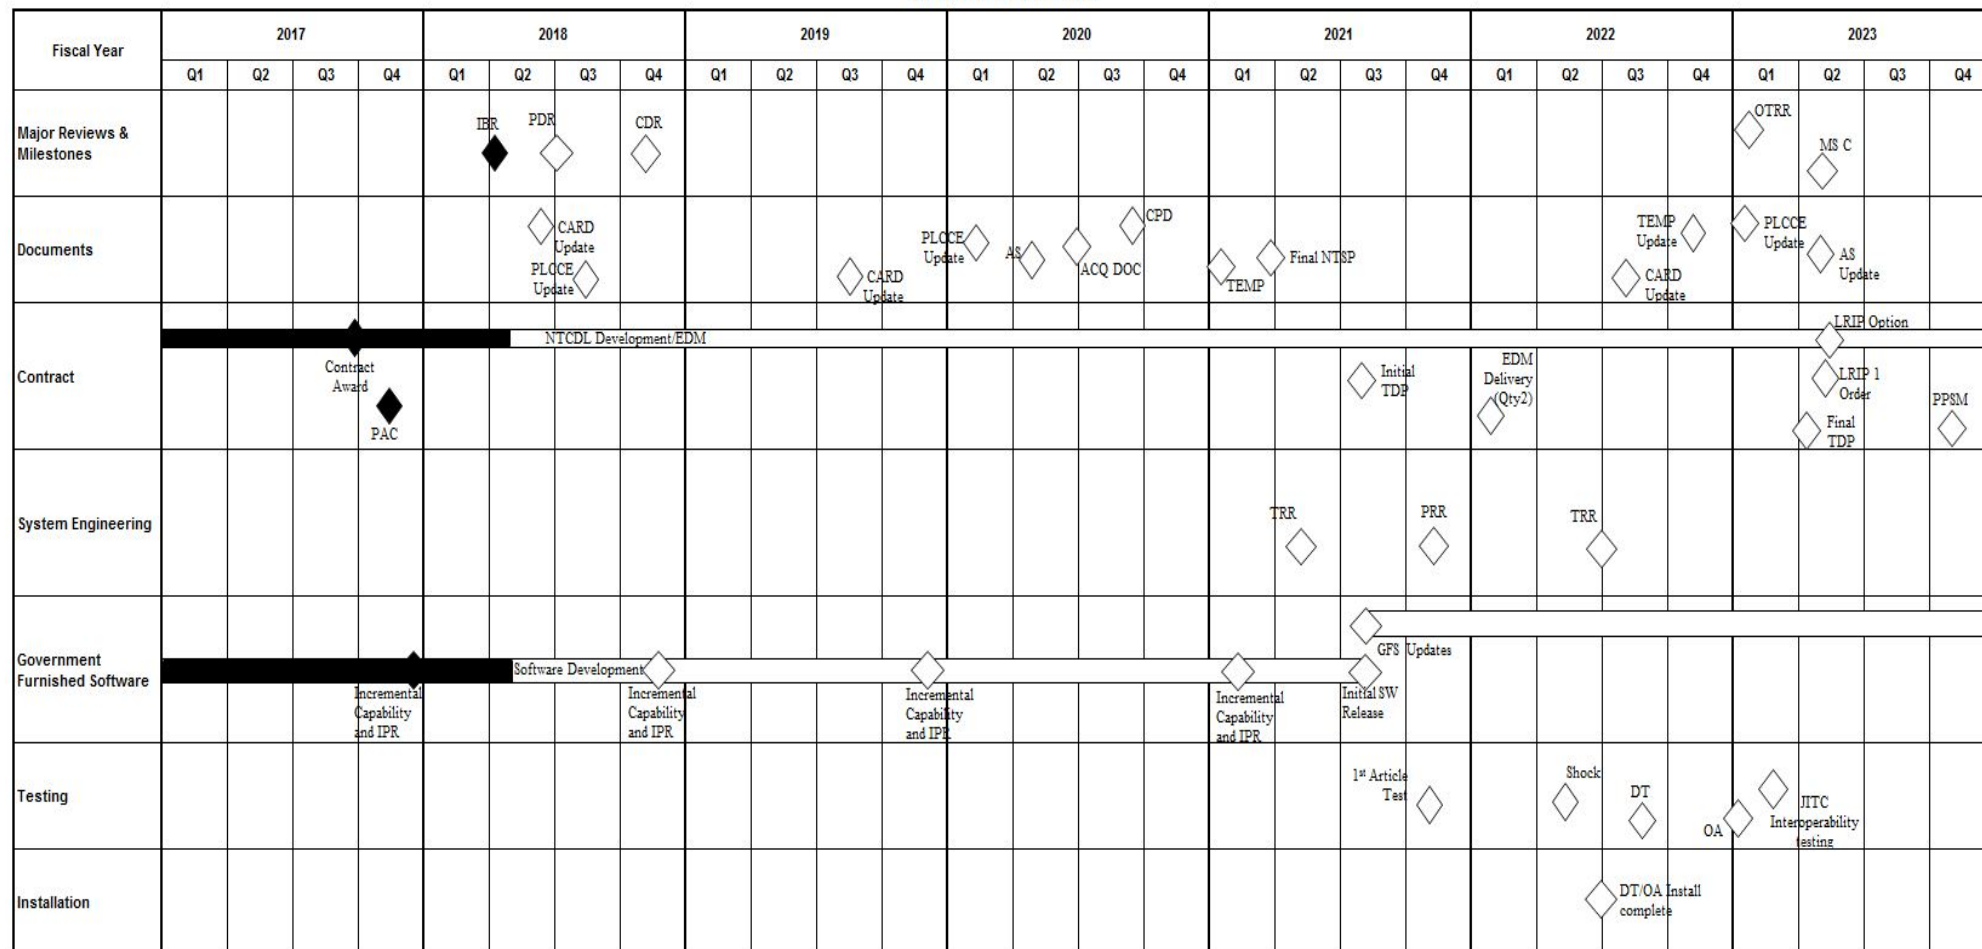 Fiscal Year
2017 2018 2019 2020 2021 2022 2023
Q1 Q2 Q3 Q4 Q1 Q2 Q3 Q4 Q1 Q2 Q3 Q4 Q1 Q2 Q3 Q4 Q1 Q2 Q3 Q4 Q1 Q2 Q3 Q4 Q1 Q2 Q3 Q4
Major Reviews &
Milestones
IBR
PDR
CDR
OTRR
MS C
Documents
CARD
Update
PLCCE
Update
CARD
Update
PLCCE
Update
AS
ACQ DOC
CPD
TEMP
Final NTSP
TEMP
Update
CARD
Update
PLCCE
Update
AS
Update
Contract
NTCDL Development/EDM
Contract
Award
PAC
Initial
TDP
EDM
Delivery
(Qty2)
LRIP Option
LRIP 1
Order
Final
TDP
PPSM
System Engineering
TRR
PRR
TRR
Government
Furnished Software
Software Development
Incremental
Capability
and IPR
Incremental
Capability
and IPR
Incremental
Capability
and IPR
Incremental
Capability
and IPR
GFS Updates
Initial SW
Release
Testing
1st Article
Test
Shock
DT
OA
JITC
Interoperability
testing
Installation
DT/OA Install
complete